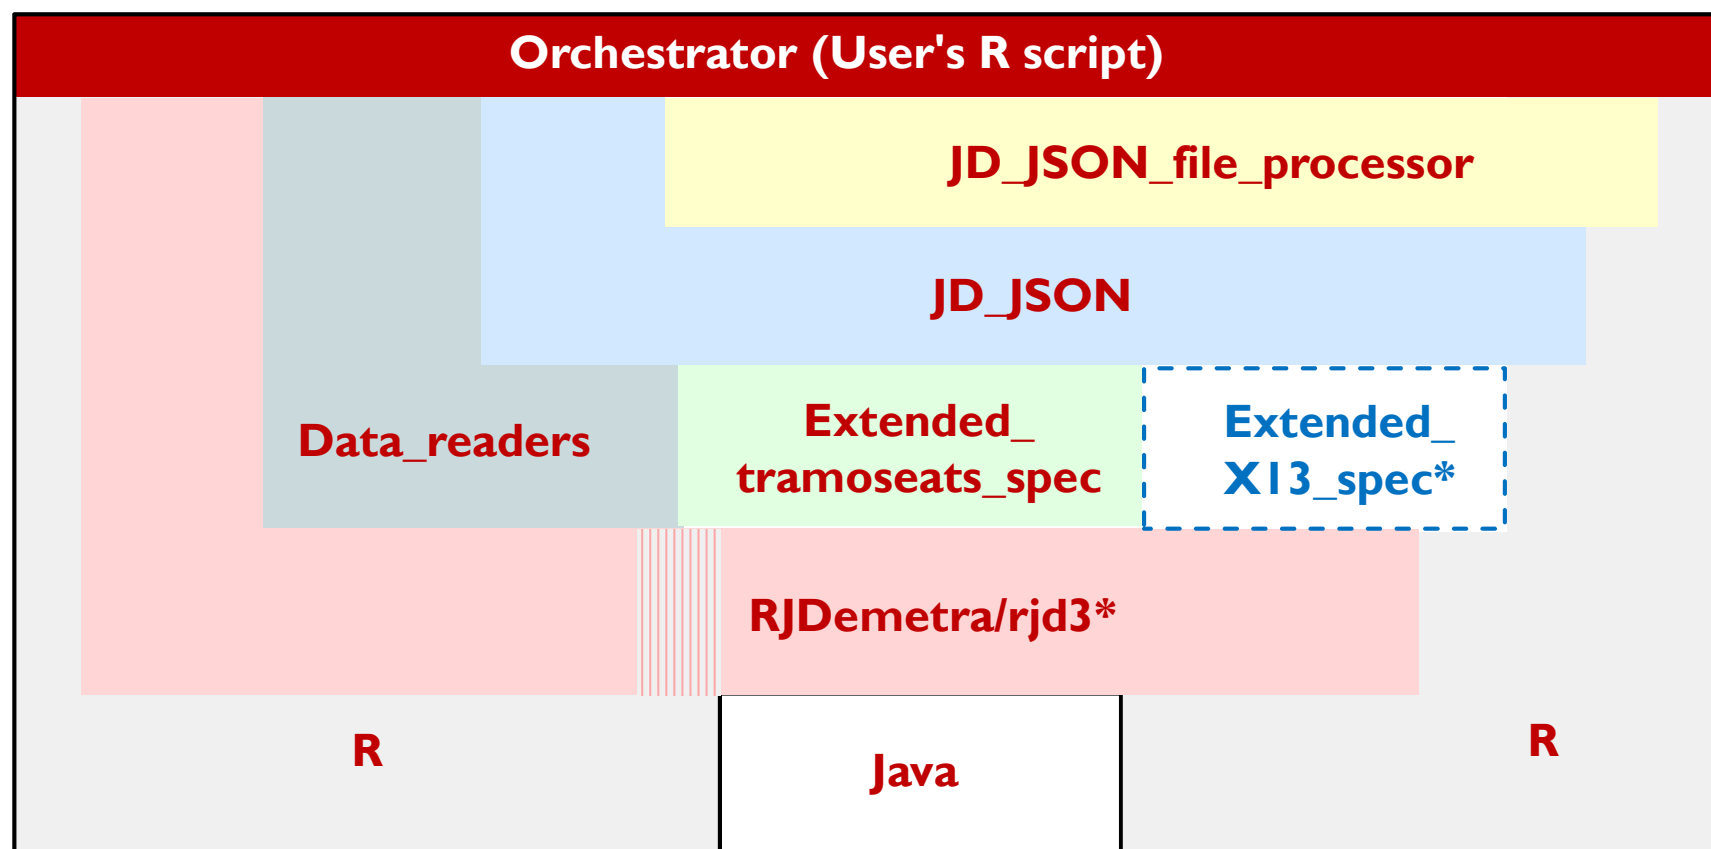 Orchestrator (User's R script)
JD_JSON_file_processor
JD_JSON
Data_readers
Extended_
tramoseats_spec
Extended_
X13_spec*
RJDemetra/rjd3*
R
Java
R